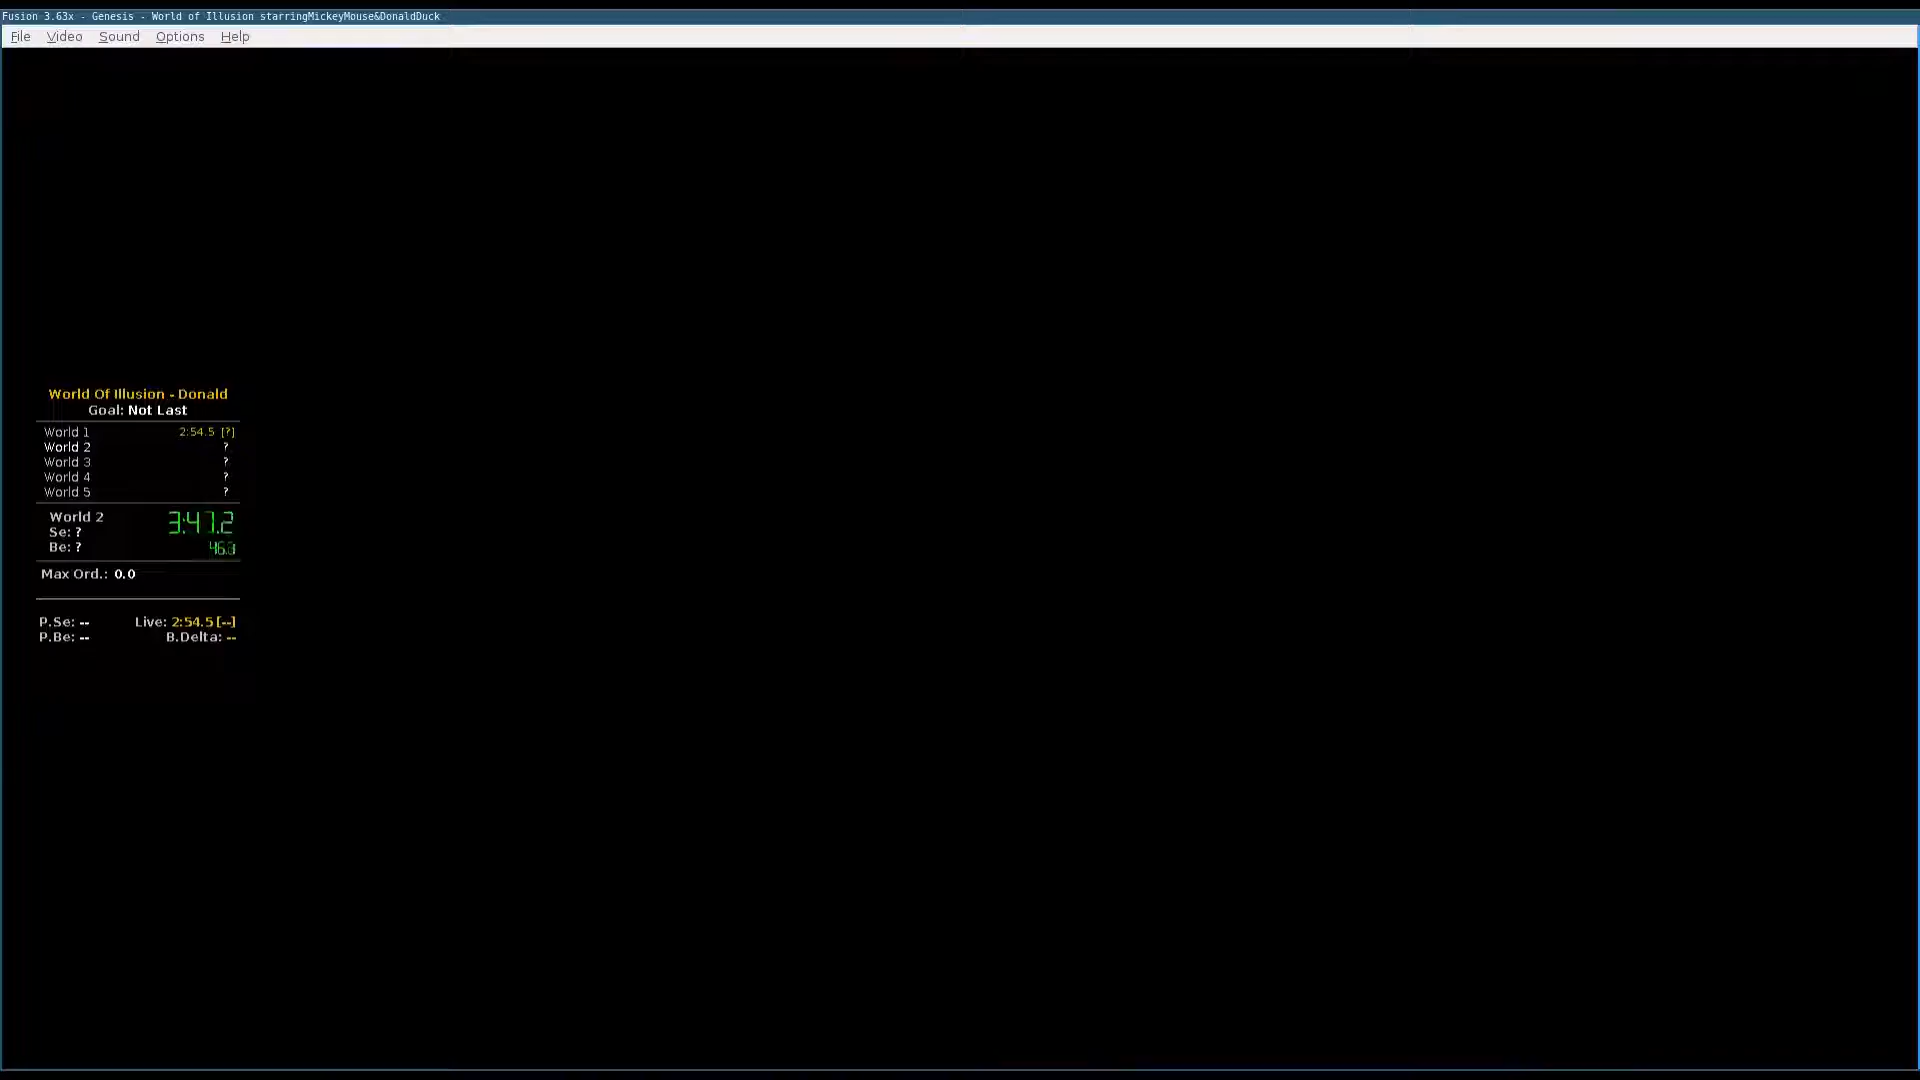 Fusion 3.63x - Genesis - World of Illusion starringMickeyMouse&DonaldDuck
File Video Sound Options Help
World Of Illusion - Donald
Goal: Not Last
World 1 2:54.5 [?]
World 2 ?
World 3 ?
World 4 ?
World 5 ?
World 2 3:47.2
Se: ?
Be: ?
Max Ord.: 0.0
P.Se: -- Live: 2:54.5 [--]
P.Be: -- B.Delta: --